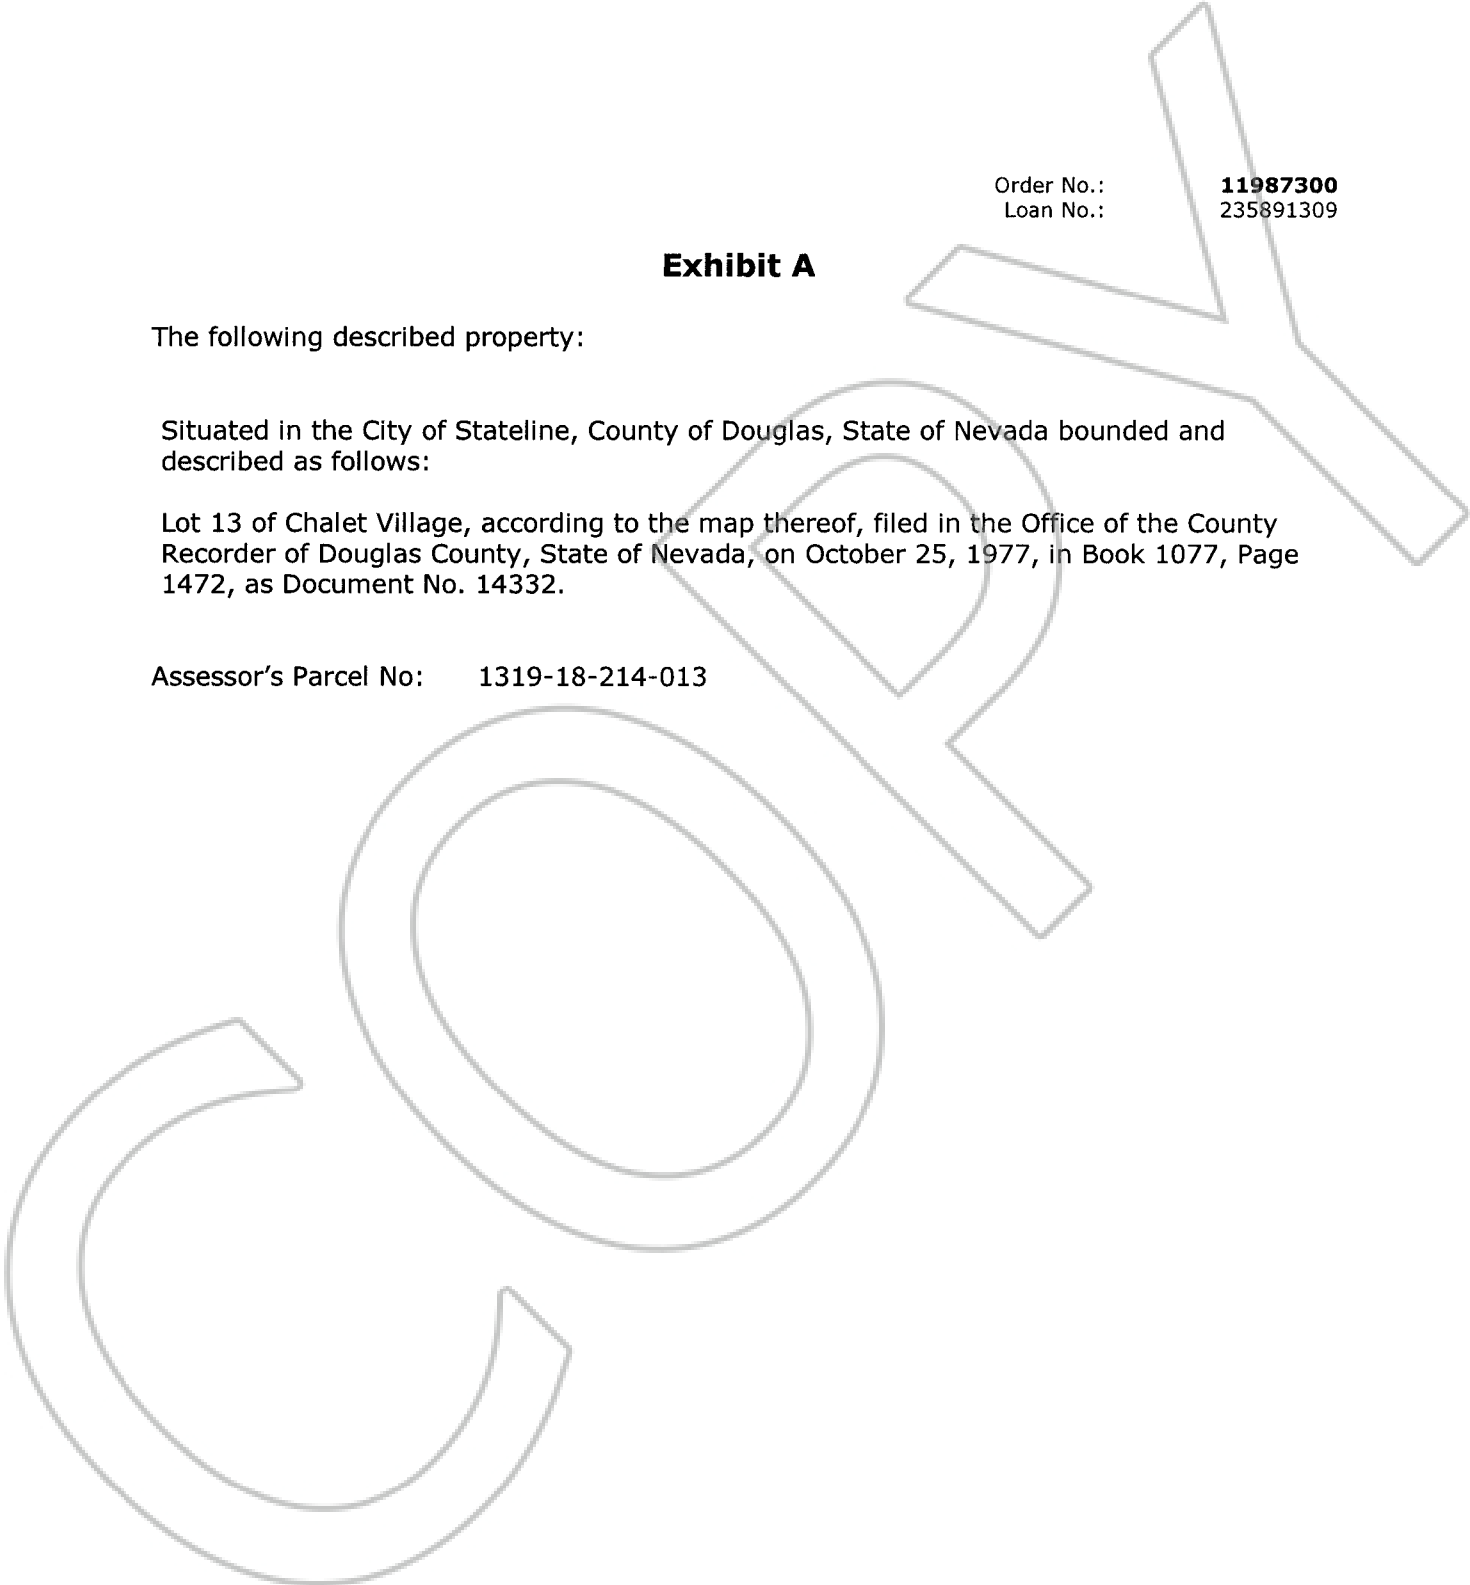 Order No.: 11987300
Loan No.: 235891309
Exhibit A
The following described property:
Situated in the City of Stateline, County of Douglas, State of Nevada bounded and
described as follows:
Lot 13 of Chalet Village, according to the map thereof, filed in the Office of the County
Recorder of Douglas County, State of Nevada, on October 25, 1977, in Book 1077, Page
1472, as Document No. 14332.
Assessor’s Parcel No: 1319-18-214-013
COPY